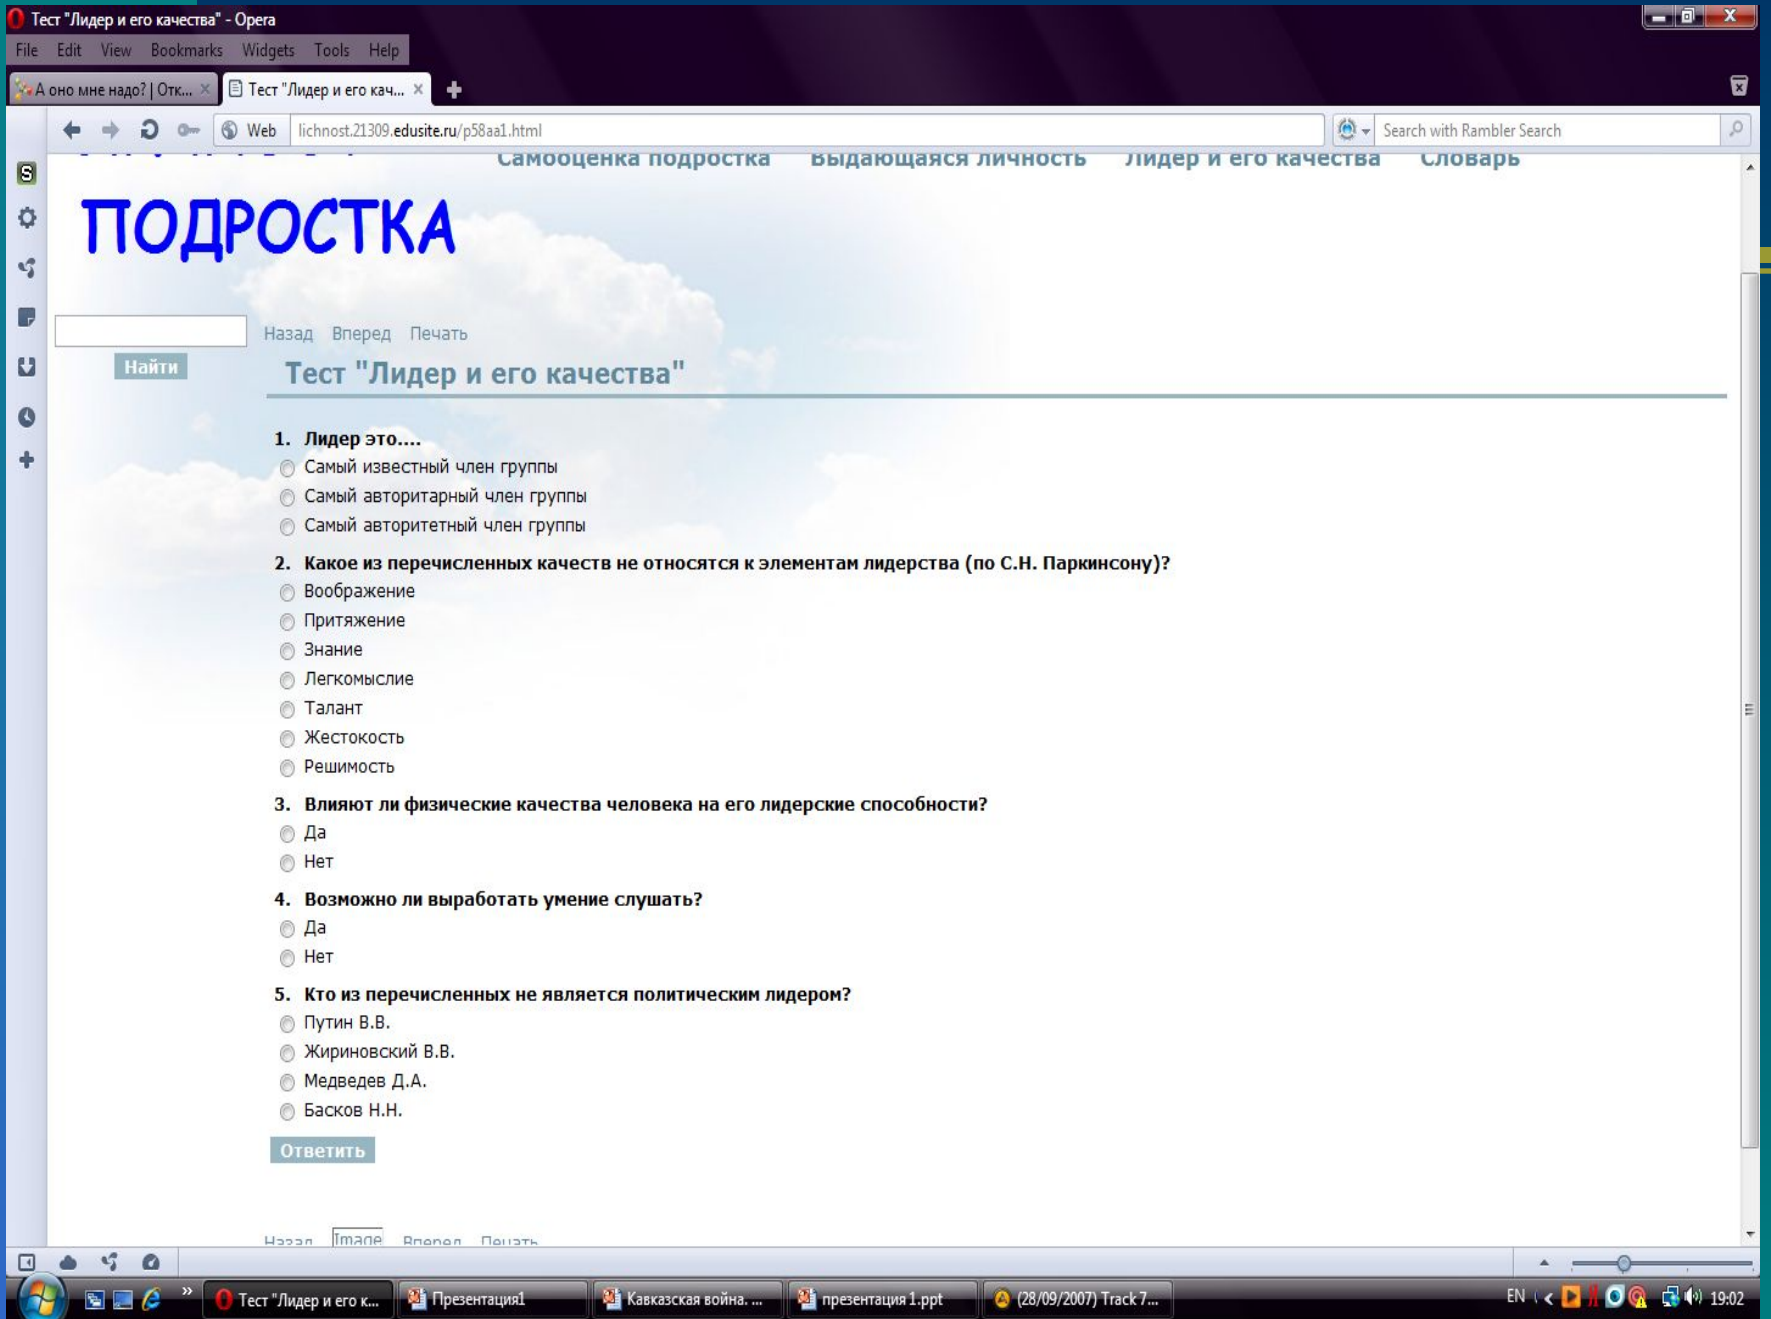 Тест "Лидер и его качества" - Opera
File Edit View Bookmarks Widgets Tools Help
А оно мне надо? | Отк... Тест "Лидер и его кач...
Web lichnost.21309.edusite.ru/p58aa1.html Search with Rambler Search
Самооценка подростка Выдающаяся личность Лидер и его качества Словарь
ПОДРОСТКА
Назад Вперед Печать
Найти
Тест "Лидер и его качества"
1. Лидер это....
Самый известный член группы
Самый авторитарный член группы
Самый авторитетный член группы
2. Какое из перечисленных качеств не относятся к элементам лидерства (по С.Н. Паркинсону)?
Воображение
Притяжение
Знание
Легкомыслие
Талант
Жестокость
Решимость
3. Влияют ли физические качества человека на его лидерские способности?
Да
Нет
4. Возможно ли выработать умение слушать?
Да
Нет
5. Кто из перечисленных не является политическим лидером?
Путин В.В.
Жириновский В.В.
Медведев Д.А.
Басков Н.Н.
Ответить
Назад Image Вперед Печать
Тест "Лидер и его к... Презентация1 Кавказская война. ... презентация 1.ppt (28/09/2007) Track 7... EN 19:02